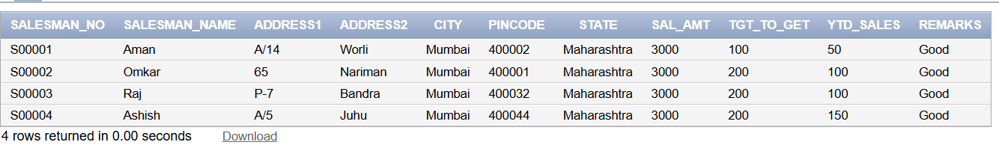 SALESMAN_NO SALESMAN_NAME ADDRESS1 ADDRESS2 CITY PINCODE STATE SAL_AMT TGT_TO_GET YTD_SALES REMARKS
S00001 Aman A/14 Worli Mumbai 400002 Maharashtra 3000 100 50 Good
S00002 Omkar 65 Nariman Mumbai 400001 Maharashtra 3000 200 100 Good
S00003 Raj P-7 Bandra Mumbai 400032 Maharashtra 3000 200 100 Good
S00004 Ashish A/5 Juhu Mumbai 400044 Maharashtra 3000 200 150 Good
4 rows returned in 0.00 seconds Download